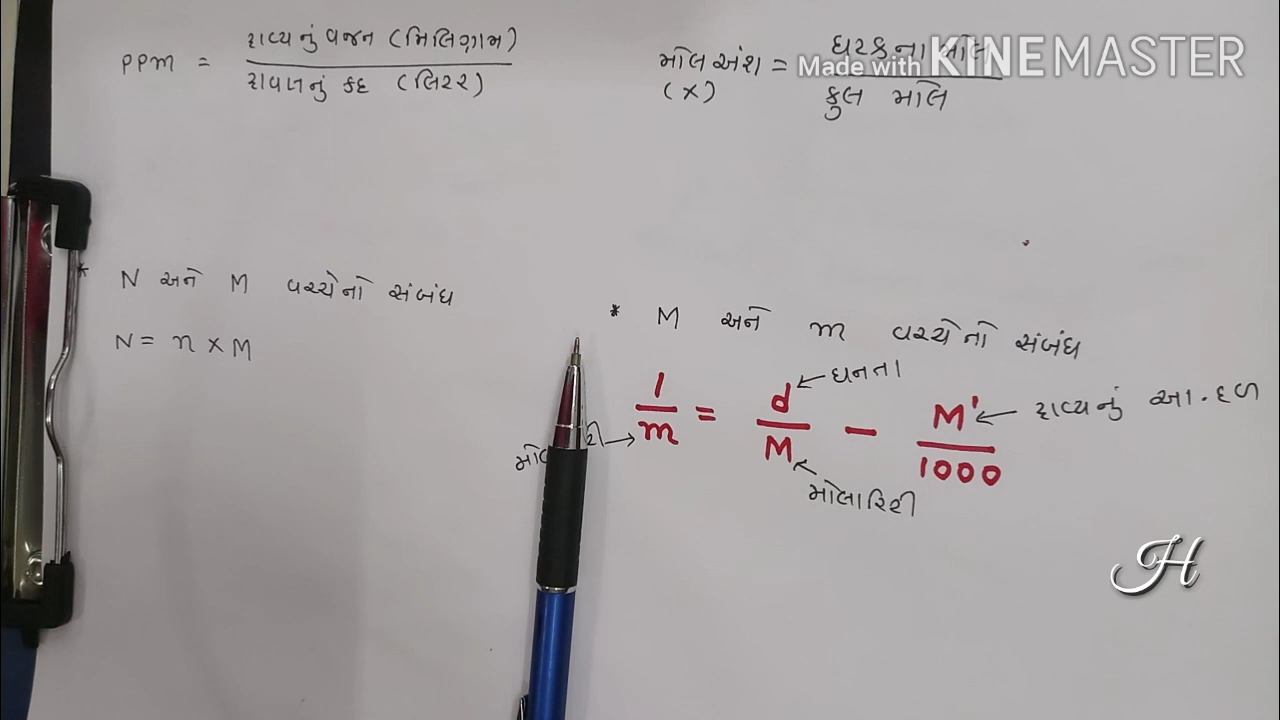 ppm = દ્રાવ્યનું વજન (મિલિગ્રામ)
દ્રાવણનું કદ (લિટર)
મોલ અંશ = ઘટકના મોલ
(x) કુલ મોલ
Made with KINEMASTER
* N અને M વચ્ચેનો સંબંધ
N = n × M
* M અને m વચ્ચેનો સંબંધ
1/m = d/M - M'/1000
ઘનતા
દ્રાવ્યનું આ.દળ
મોલારિટી
H